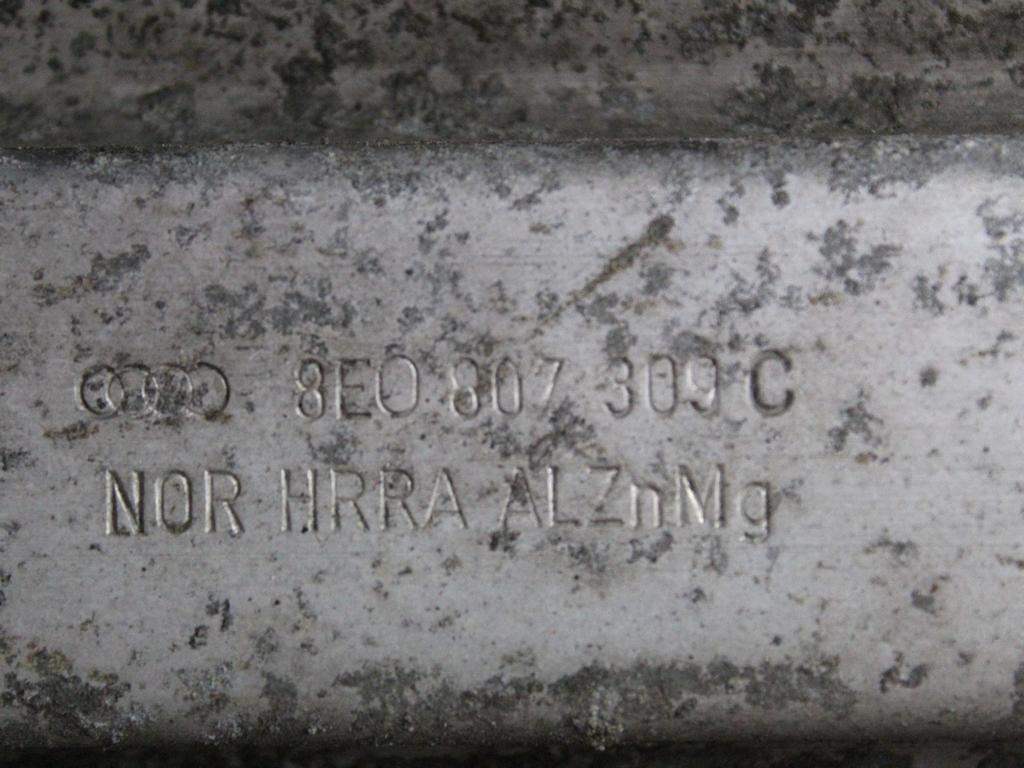 8E0 807 309 C
NOR HRRA ALZnMg